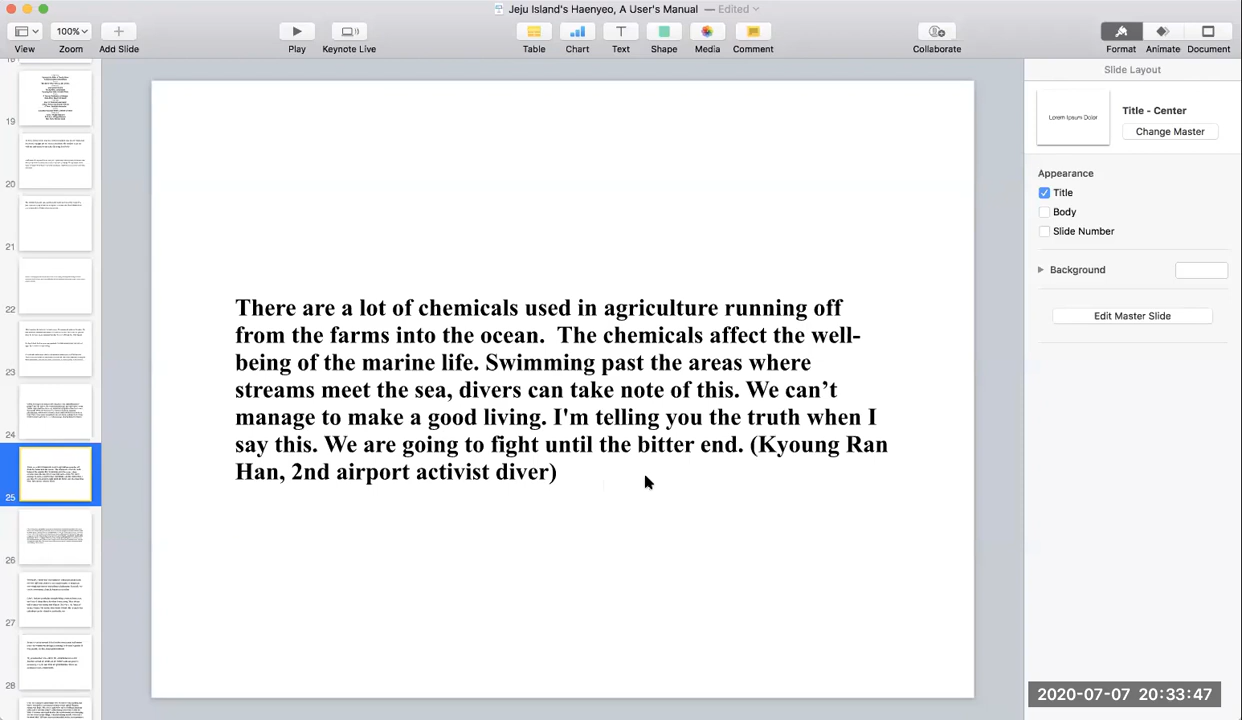 Jeju Island's Haenyeo, A User's Manual — Edited
View
100%
Zoom
Add Slide
Play
Keynote Live
Table
Chart
Text
Shape
Media
Comment
Collaborate
Format
Animate
Document
19
20
21
22
23
24
25
26
27
28
There are a lot of chemicals used in agriculture running off
from the farms into the ocean.  The chemicals affect the well-
being of the marine life. Swimming past the areas where
streams meet the sea, divers can take note of this. We can’t
manage to make a good living. I'm telling you the truth when I
say this. We are going to fight until the bitter end. (Kyoung Ran
Han, 2nd airport activist diver)
Slide Layout
Lorem Ipsum Dolor
Title - Center
Change Master
Appearance
Title
Body
Slide Number
Background
Edit Master Slide
2020-07-07 20:33:47